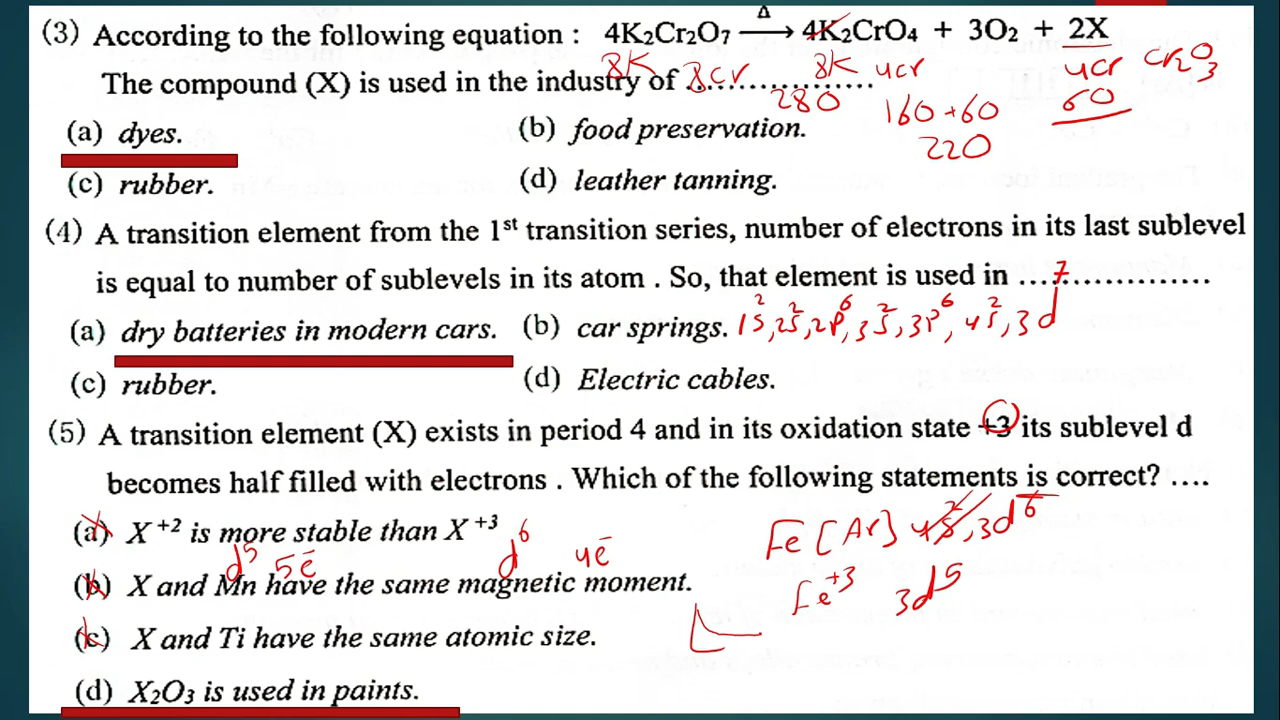 (3) According to the following equation : 4K₂Cr₂O₇ —Δ→ 4K₂CrO₄ + 3O₂ + 2X
8K 8Cr 8K 4Cr 4Cr Cr₂O₃
The compound (X) is used in the industry of ..................
280 160 + 60 60
220
(a) dyes. (b) food preservation.
(c) rubber. (d) leather tanning.
(4) A transition element from the 1ˢᵗ transition series, number of electrons in its last sublevel
is equal to number of sublevels in its atom . So, that element is used in ..................
7
(a) dry batteries in modern cars. (b) car springs. 1S², 2S², 2P⁶, 3S², 3P⁶, 4S², 3d
(c) rubber. (d) Electric cables.
(5) A transition element (X) exists in period 4 and in its oxidation state +3 its sublevel d
becomes half filled with electrons . Which of the following statements is correct? ....
(a) X⁺² is more stable than X⁺³
Fe [Ar] 4S², 3d⁶
d⁵ 5e⁻ d⁶ 4e⁻
(b) X and Mn have the same magnetic moment.
Fe⁺³ 3d⁵
(c) X and Ti have the same atomic size.
(d) X₂O₃ is used in paints.